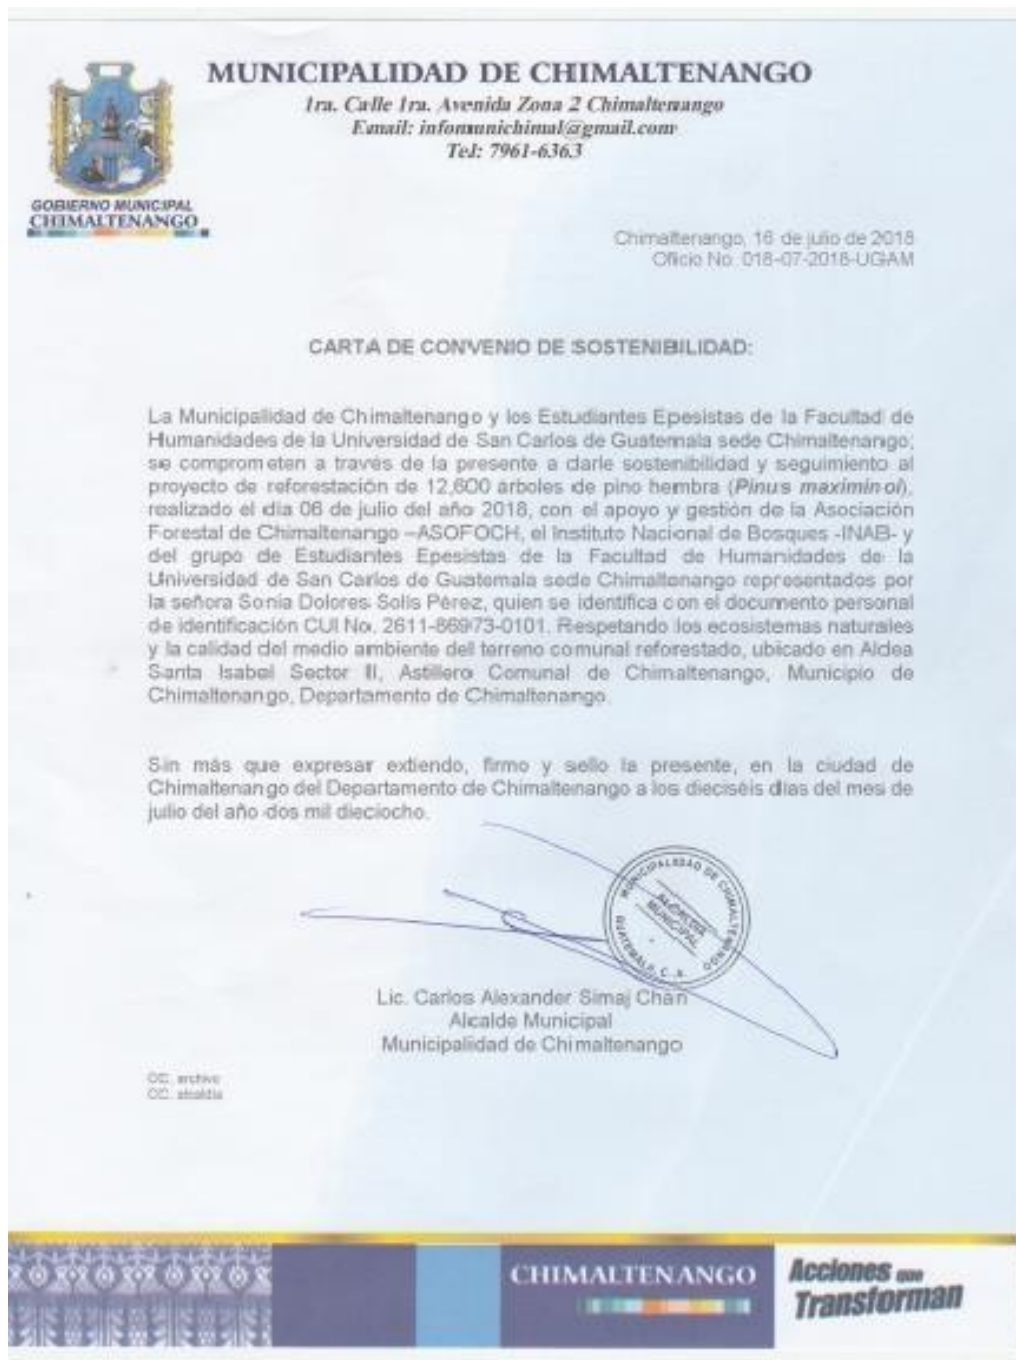 MUNICIPALIDAD DE CHIMALTENANGO
1ra. Calle 1ra. Avenida Zona 2 Chimaltenango
Email: infomunichimal@gmail.com
Tel: 7961-6363
GOBIERNO MUNICIPAL
CHIMALTENANGO
Chimaltenango, 16 de julio de 2018
Oficio No. 018-07-2018-UGAM
CARTA DE CONVENIO DE SOSTENIBILIDAD:
La Municipalidad de Chimaltenango y los Estudiantes Epesistas de la Facultad de
Humanidades de la Universidad de San Carlos de Guatemala sede Chimaltenango;
se comprometen a través de la presente a darle sostenibilidad y seguimiento al
proyecto de reforestación de 12,600 arboles de pino hembra (Pinus maximinoi),
realizado el día 06 de julio del año 2018, con el apoyo y gestión de la Asociación
Forestal de Chimaltenango –ASOFOCH, el Instituto Nacional de Bosques -INAB- y
del grupo de Estudiantes Epesistas de la Facultad de Humanidades de la
Universidad de San Carlos de Guatemala sede Chimaltenango representados por
la señora Sonia Dolores Solis Pérez, quien se identifica con el documento personal
de identificación CUI No. 2611-86973-0101. Respetando los ecosistemas naturales
y la calidad del medio ambiente del terreno comunal reforestado, ubicado en Aldea
Santa Isabel Sector II, Astillero Comunal de Chimaltenango, Municipio de
Chimaltenango, Departamento de Chimaltenango.
Sin más que expresar extiendo, firmo y sello la presente, en la ciudad de
Chimaltenango del Departamento de Chimaltenango a los dieciséis días del mes de
julio del año dos mil dieciocho.
MUNICIPALIDAD DE CHIMALTENANGO
ALCALDIA
MUNICIPAL
GUATEMALA, C. A.
Lic. Carlos Alexander Simaj Chan
Alcalde Municipal
Municipalidad de Chimaltenango
CC. archivo
CC. alcaldía
CHIMALTENANGO
Acciones que
Transforman